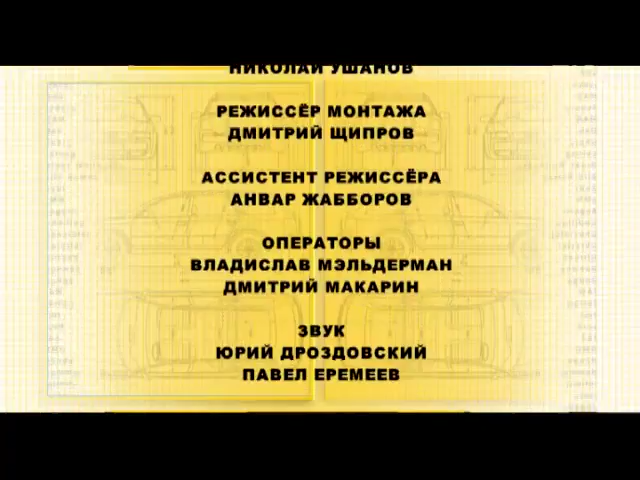 НИКОЛАЙ УШАНОВ
РЕЖИССЁР МОНТАЖА
ДМИТРИЙ ЩИПРОВ
АССИСТЕНТ РЕЖИССЁРА
АНВАР ЖАББОРОВ
ОПЕРАТОРЫ
ВЛАДИСЛАВ МЭЛЬДЕРМАН
ДМИТРИЙ МАКАРИН
ЗВУК
ЮРИЙ ДРОЗДОВСКИЙ
ПАВЕЛ ЕРЕМЕЕВ